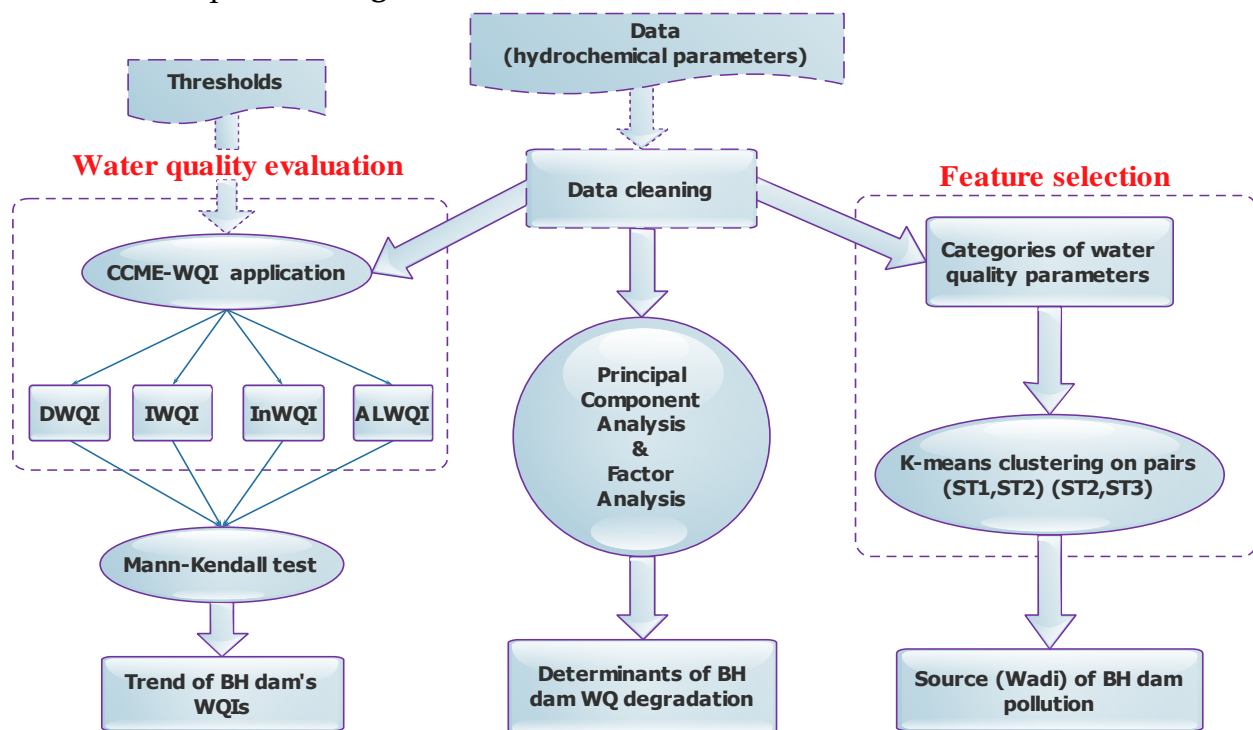 Data
(hydrochemical parameters)
Thresholds
Water quality evaluation
Data cleaning
Feature selection
CCME-WQI application
Categories of water
quality parameters
DWQI
IWQI
InWQI
ALWQI
Principal
Component
Analysis
&
Factor
Analysis
K-means clustering on pairs
(ST1,ST2) (ST2,ST3)
Mann-Kendall test
Trend of BH dam's
WQIs
Determinants of BH
dam WQ degradation
Source (Wadi) of BH dam
pollution